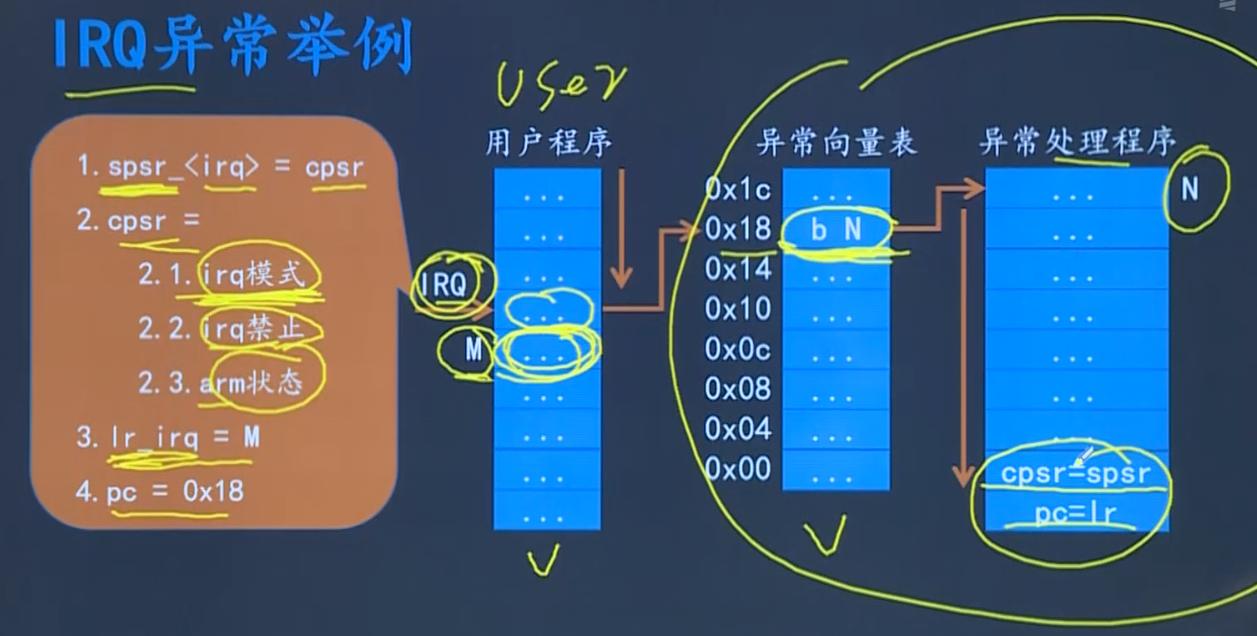 IRQ异常举例
user
1. spsr_<irq> = cpsr
2. cpsr =
2.1. irq模式
2.2. irq禁止
2.3. arm状态
3. lr_irq = M
4. pc = 0x18
用户程序
...
...
...
IRQ
...
M
...
...
...
...
...
异常向量表
0x1c ...
0x18 b N
0x14 ...
0x10 ...
0x0c ...
0x08 ...
0x04 ...
0x00 ...
异常处理程序
... N
...
...
...
...
...
...
cpsr=spsr
pc=lr